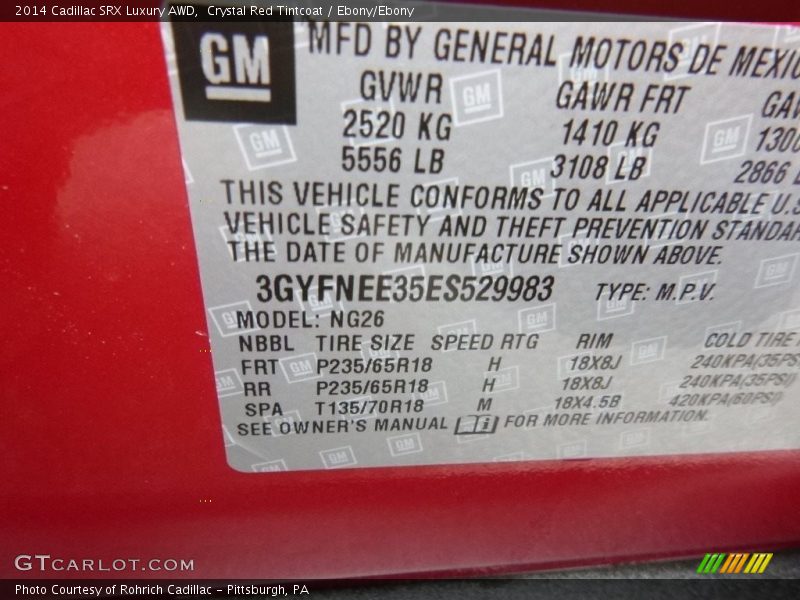 2014 Cadillac SRX Luxury AWD, Crystal Red Tintcoat / Ebony/Ebony
GM MFD BY GENERAL MOTORS DE MEXIC
GVWR GAWR FRT GAW
2520 KG 1410 KG 1300
5556 LB 3108 LB 2866 L
THIS VEHICLE CONFORMS TO ALL APPLICABLE U.S
VEHICLE SAFETY AND THEFT PREVENTION STANDAR
THE DATE OF MANUFACTURE SHOWN ABOVE.
3GYFNEE35ES529983 TYPE: M.P.V.
MODEL: NG26
NBBL TIRE SIZE SPEED RTG RIM COLD TIRE
FRT P235/65R18 H 18X8J 240KPA(35PSI)
RR P235/65R18 H 18X8J 240KPA(35PSI)
SPA T135/70R18 M 18X4.5B 420KPA(60PSI)
SEE OWNER'S MANUAL i FOR MORE INFORMATION.
GTCARLOT.COM
Photo Courtesy of Rohrich Cadillac - Pittsburgh, PA